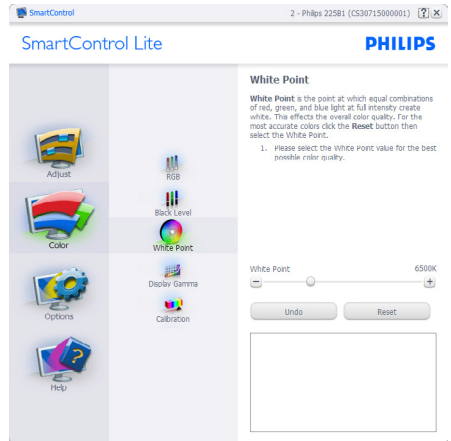 SmartControl
2 - Philips 225B1 (CS30715000001)
?
SmartControl Lite
PHILIPS
Adjust
Color
Options
Help
RGB
Black Level
White Point
Display Gamma
Calibration
White Point
White Point is the point at which equal combinations
of red, green, and blue light at full intensity create
white. This effects the overall color quality. For the
most accurate colors click the Reset button then
select the White Point.
1. Please select the White Point value for the best
possible color quality.
White Point
6500K
Undo
Reset